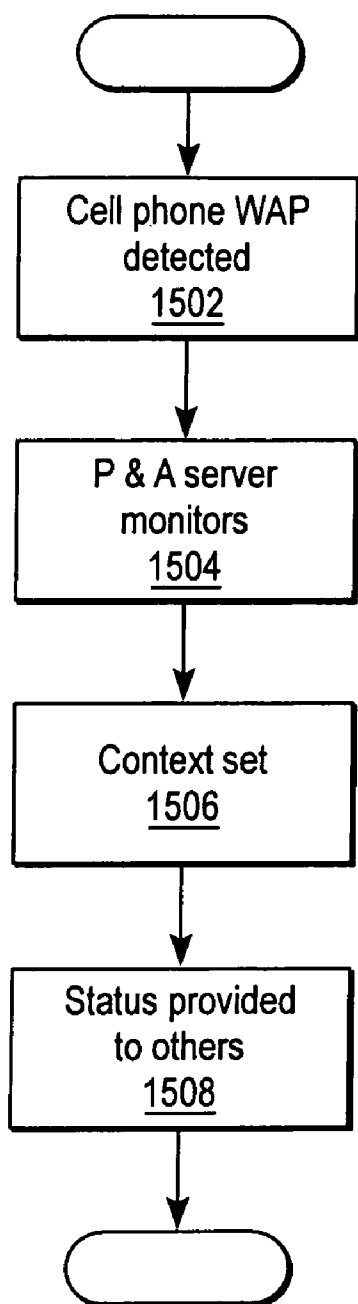 Cell phone WAP
detected
1502
P & A server
monitors
1504
Context set
1506
Status provided
to others
1508